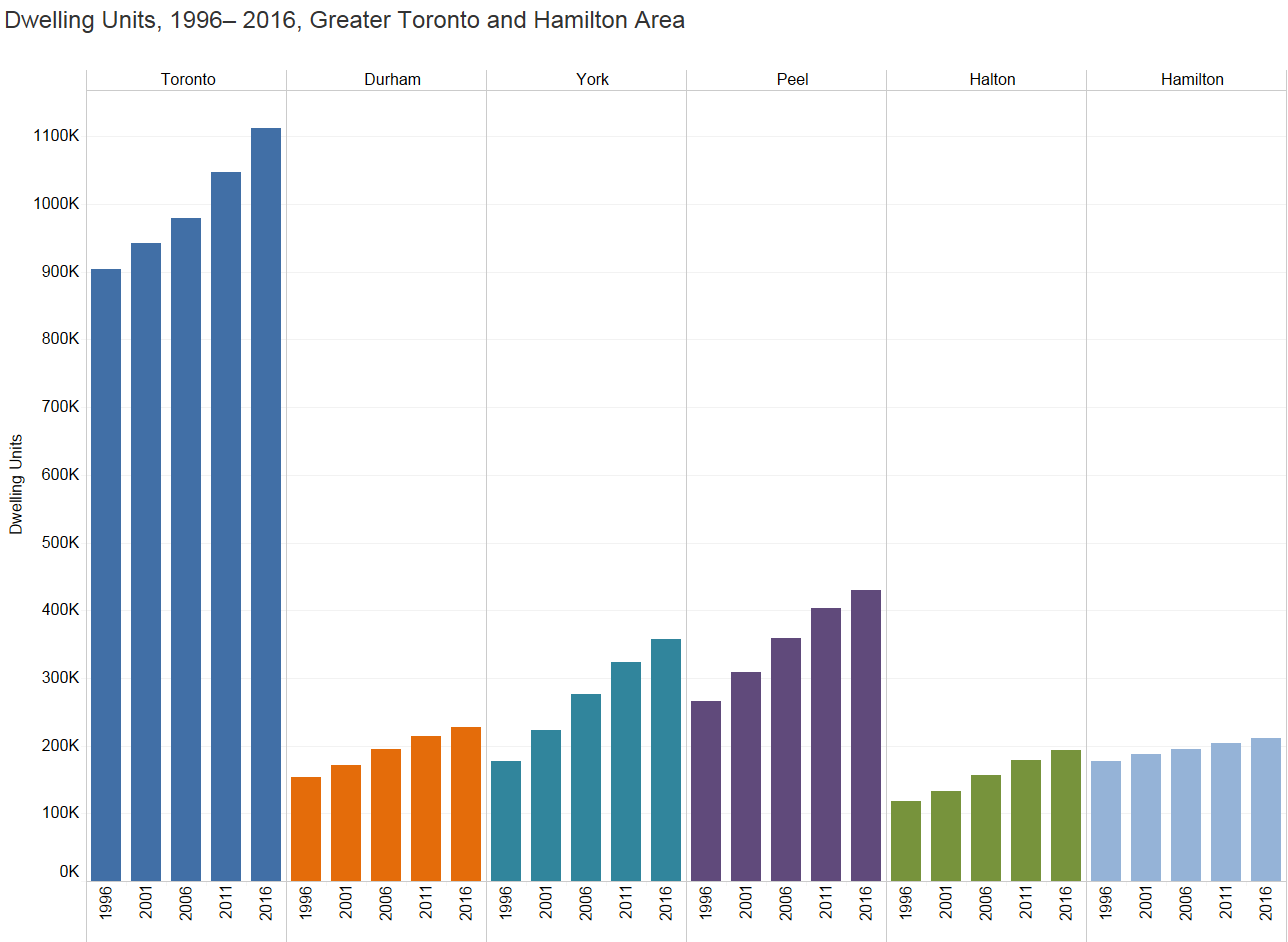 Dwelling Units, 1996– 2016, Greater Toronto and Hamilton Area
Toronto Durham York Peel Halton Hamilton
1100K
1000K
900K
800K
700K
600K
500K
400K
300K
200K
100K
0K
Dwelling Units
1996 2001 2006 2011 2016 1996 2001 2006 2011 2016 1996 2001 2006 2011 2016 1996 2001 2006 2011 2016 1996 2001 2006 2011 2016 1996 2001 2006 2011 2016